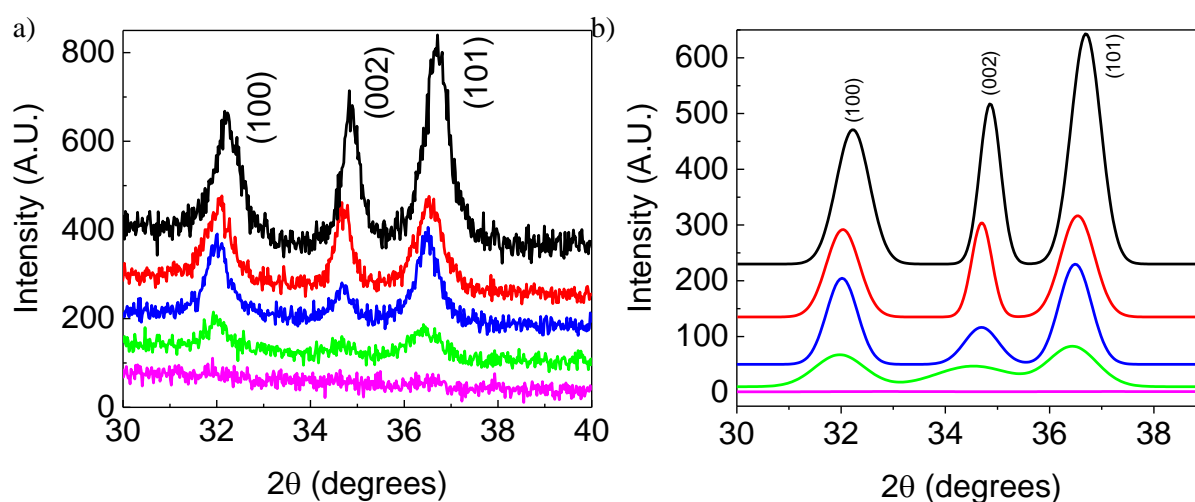 a)
800
600
400
200
0
Intensity (A.U.)
(100)
(002)
(101)
30 32 34 36 38 40
2θ (degrees)
b)
600
500
400
300
200
100
0
Intensity (A.U.)
(100)
(002)
(101)
30 32 34 36 38
2θ (degrees)